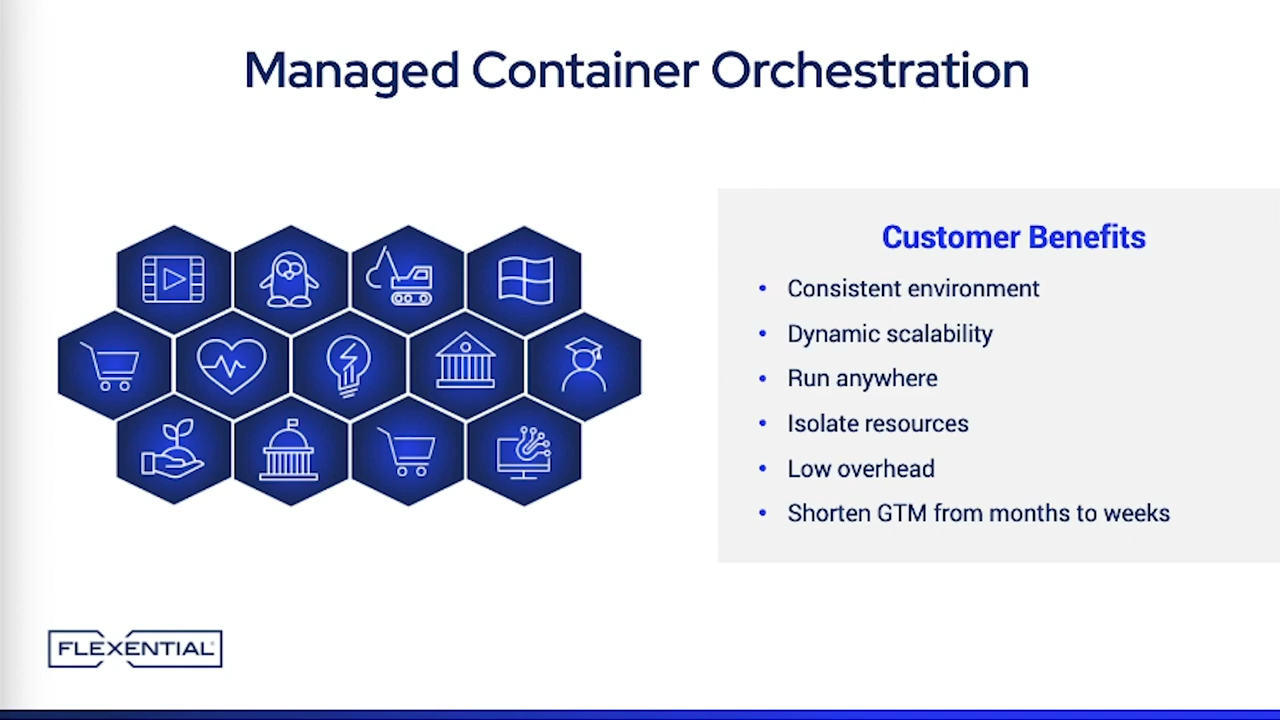 Managed Container Orchestration
Customer Benefits
• Consistent environment
• Dynamic scalability
• Run anywhere
• Isolate resources
• Low overhead
• Shorten GTM from months to weeks
FLEXENTIAL